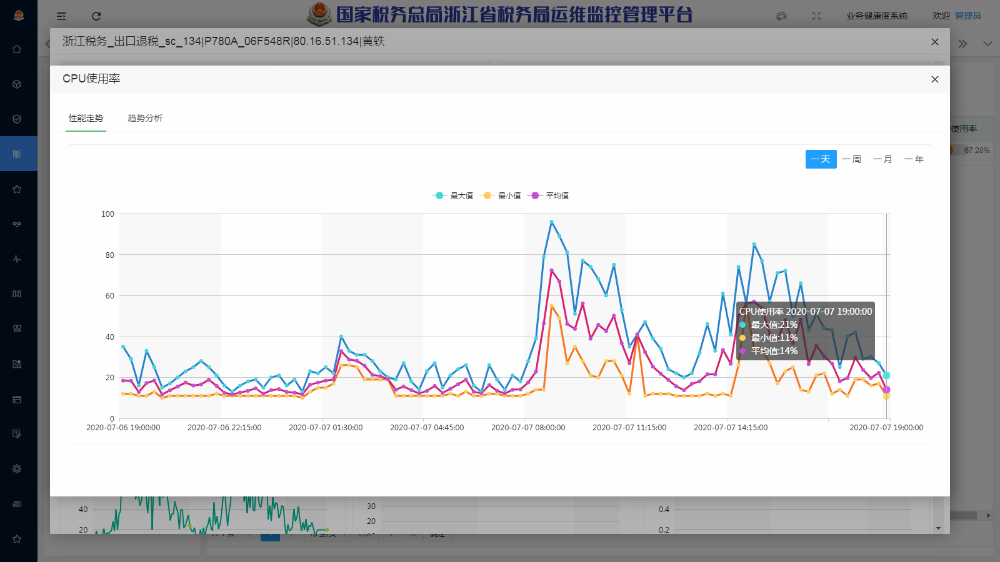 国家税务总局浙江省税务局运维监控管理平台
业务健康度系统
欢迎 管理员
浙江税务_出口退税_sc_134|P780A_06F548R|80.16.51.134|黄轶
CPU使用率
性能走势 趋势分析
使用率
67.28%
一天 一周 一月 一年
最大值 最小值 平均值
100
80
60
40
20
0
CPU使用率 2020-07-07 19:00:00
最大值:21%
最小值:11%
平均值:14%
2020-07-06 19:00:00 2020-07-06 22:15:00 2020-07-07 01:30:00 2020-07-07 04:45:00 2020-07-07 08:00:00 2020-07-07 11:15:00 2020-07-07 14:15:00 2020-07-07 19:00:00
40
20
30
20
0.4
0.2